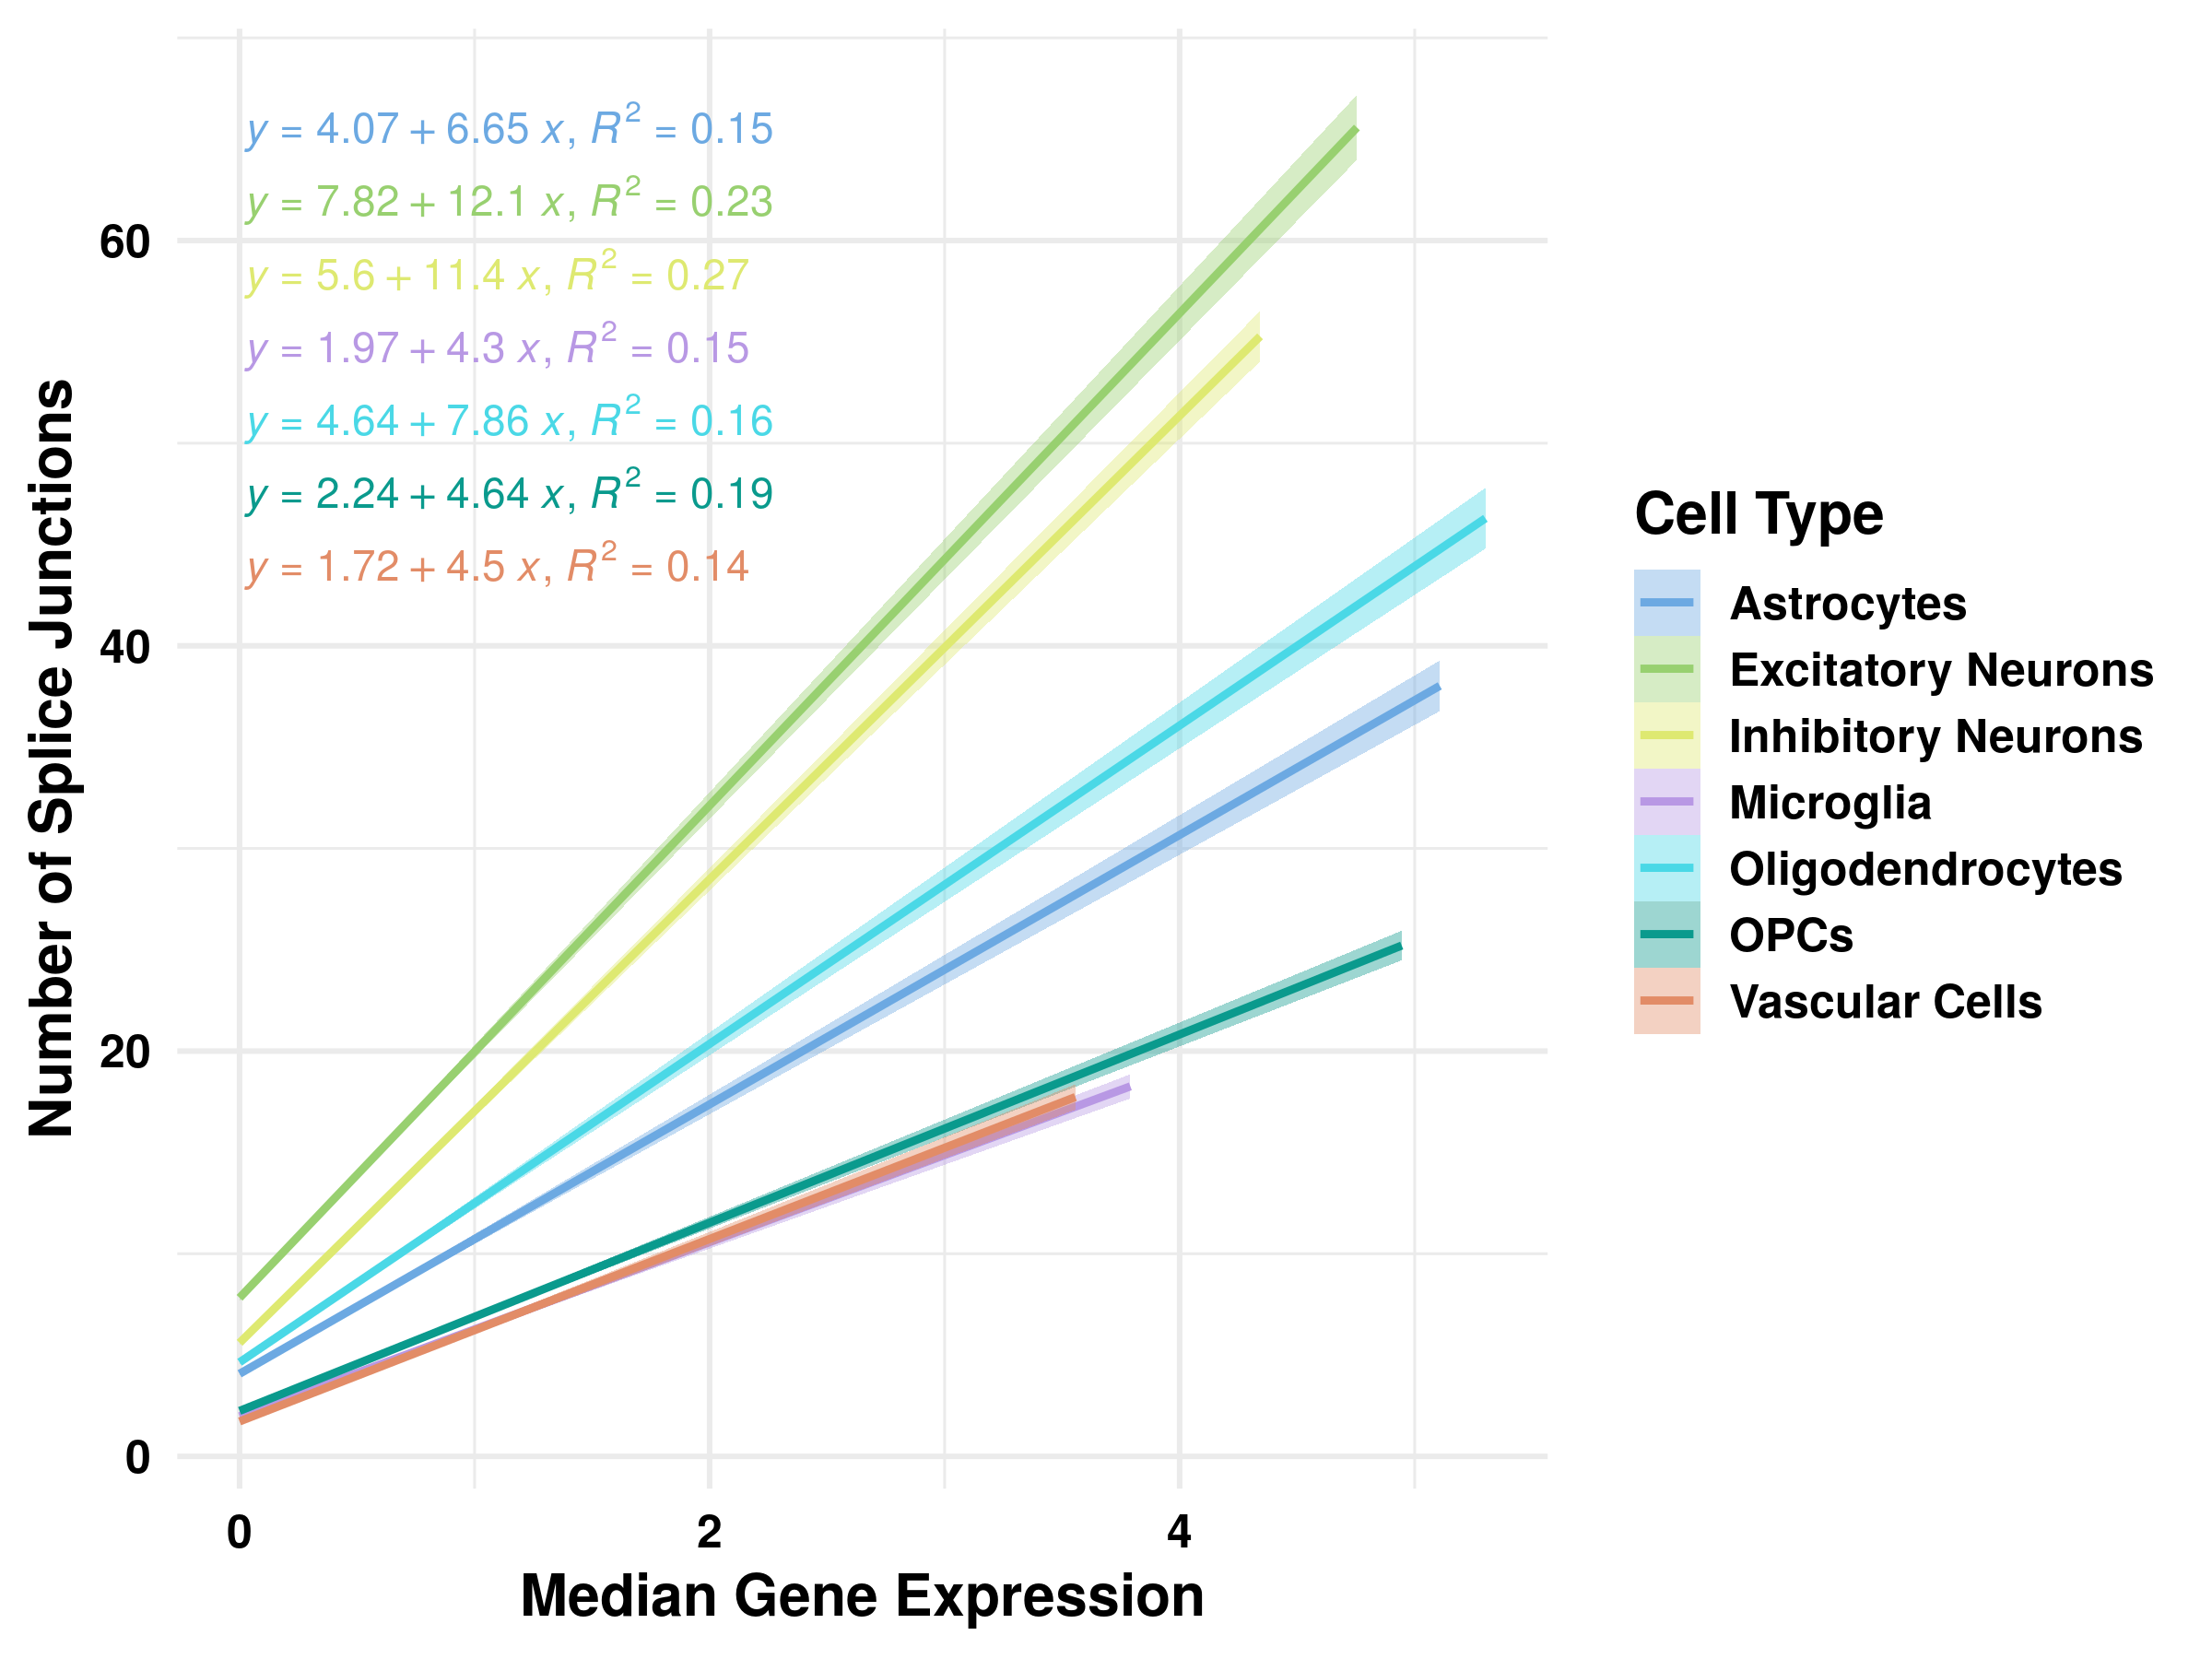 y = 4.07 + 6.65 x, R² = 0.15
y = 7.82 + 12.1 x, R² = 0.23
y = 5.6 + 11.4 x, R² = 0.27
y = 1.97 + 4.3 x, R² = 0.15
y = 4.64 + 7.86 x, R² = 0.16
y = 2.24 + 4.64 x, R² = 0.19
y = 1.72 + 4.5 x, R² = 0.14
Number of Splice Junctions
60
40
20
0
0
2
4
Median Gene Expression
Cell Type
Astrocytes
Excitatory Neurons
Inhibitory Neurons
Microglia
Oligodendrocytes
OPCs
Vascular Cells